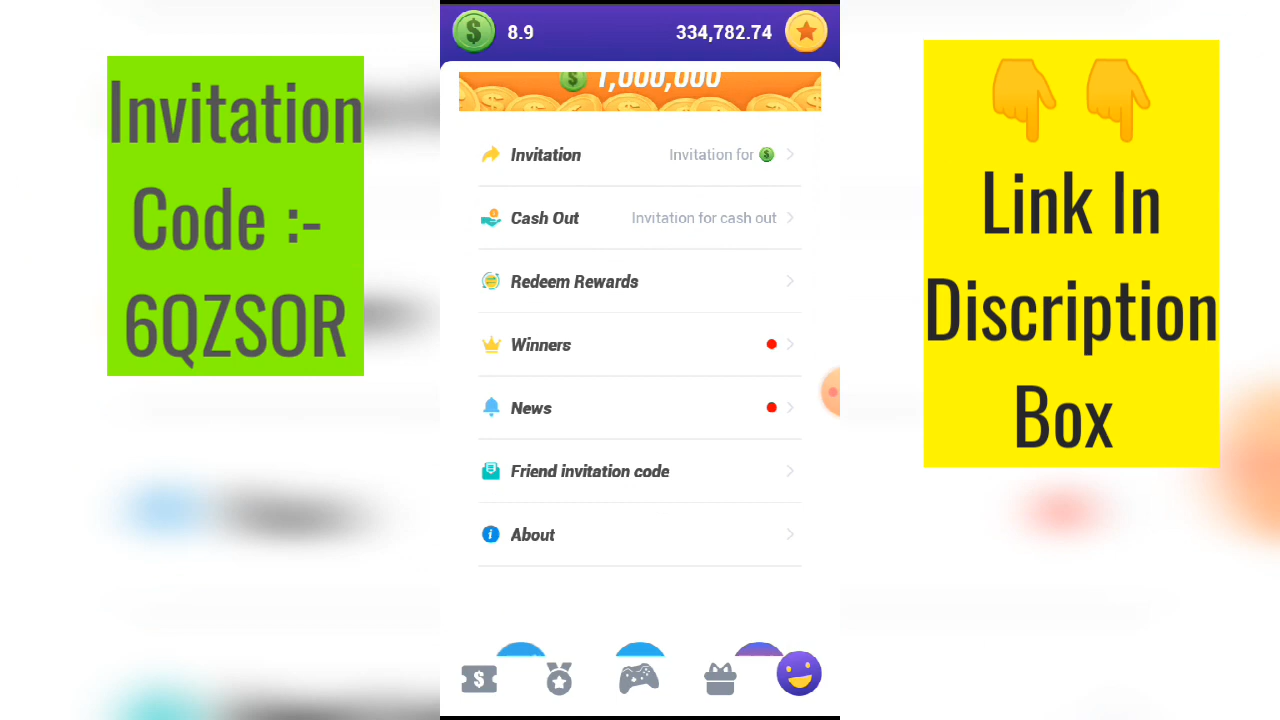 Invitation
Code :-
6QZSOR
8.9
334,782.74
1,000,000
Invitation
Invitation for
Cash Out
Invitation for cash out
Redeem Rewards
Winners
News
Friend invitation code
About
Link In
Discription
Box